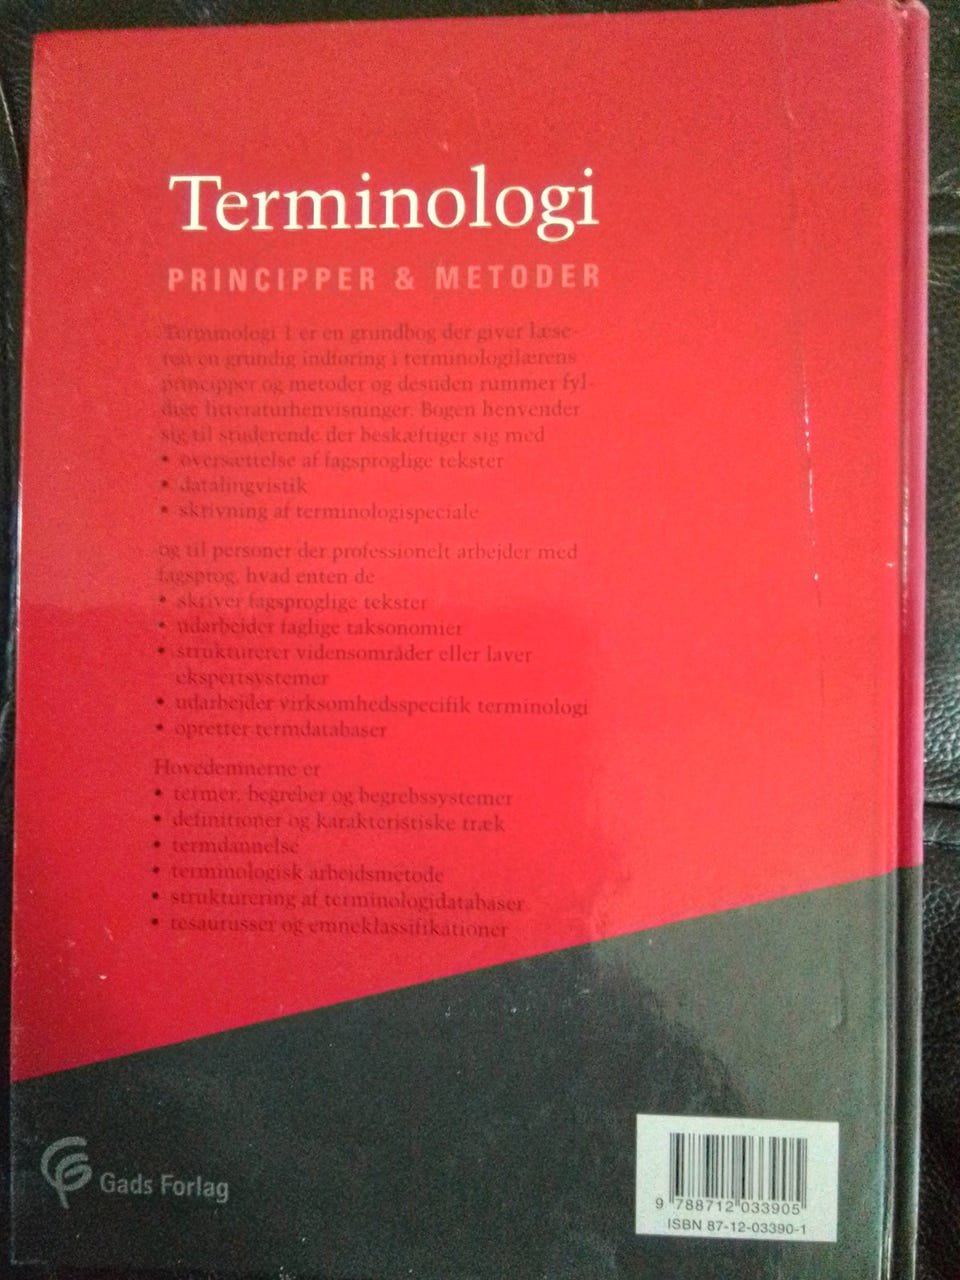 Terminologi
PRINCIPPER & METODER
Terminologi 1 er en grundbog der giver læse-
ren en grundig indføring i terminologilærens
principper og metoder og desuden rummer fyl-
dige litteraturhenvisninger. Bogen henvender
sig til studerende der beskæftiger sig med
• oversættelse af fagsproglige tekster
• datalingvistik
• skrivning af terminologispeciale
og til personer der professionelt arbejder med
fagsprog, hvad enten de
• skriver fagsproglige tekster
• udarbejder faglige taksonomier
• strukturerer vidensområder eller laver
ekspertsystemer
• udarbejder virksomhedsspecifik terminologi
• opretter termdatabaser
Hovedemnerne er
• termer, begreber og begrebssystemer
• definitioner og karakteristiske træk
• termdannelse
• terminologisk arbeidsmetode
• strukturering af terminologidatabaser
• tesaurusser og emneklassifikationer
Gads Forlag
9 788712 033905
ISBN 87-12-03390-1